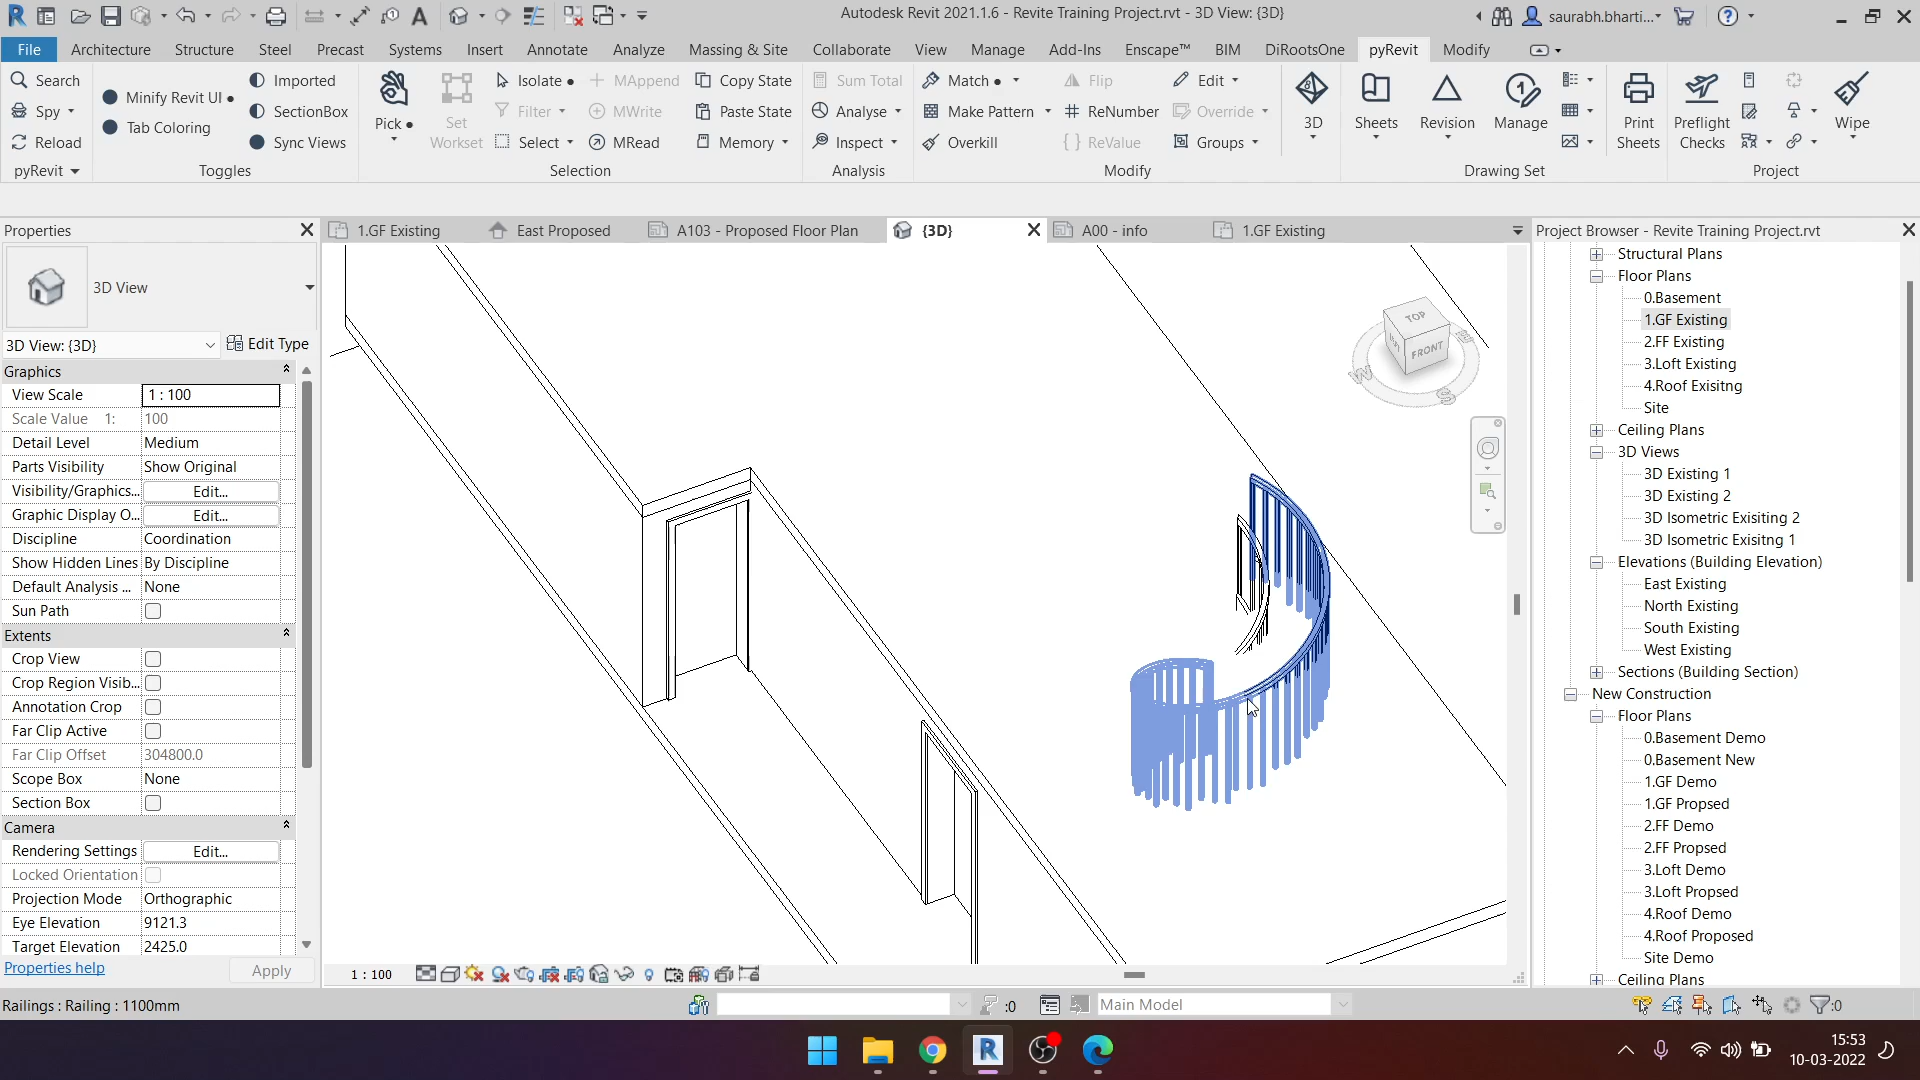 Autodesk Revit 2021.1.6 - Revite Training Project.rvt - 3D View: {3D}
saurabh.bharti...
File Architecture Structure Steel Precast Systems Insert Annotate Analyze Massing & Site Collaborate View Manage Add-Ins Enscape™ BIM DiRootsOne pyRevit Modify
Search
Spy
Reload
pyRevit
Minify Revit UI
Tab Coloring
Imported
SectionBox
Sync Views
Toggles
Pick
Set
Workset
Isolate
Filter
Select
MAppend
MWrite
MRead
Copy State
Paste State
Memory
Selection
Sum Total
Analyse
Inspect
Analysis
Match
Make Pattern
Overkill
Flip
ReNumber
ReValue
Edit
Override
Groups
Modify
3D
Sheets
Revision
Manage
Print
Sheets
Drawing Set
Preflight
Checks
Wipe
Project
Properties
3D View
3D View: {3D}
Edit Type
Graphics
View Scale 1 : 100
Scale Value 1: 100
Detail Level Medium
Parts Visibility Show Original
Visibility/Graphics... Edit...
Graphic Display O... Edit...
Discipline Coordination
Show Hidden Lines By Discipline
Default Analysis ... None
Sun Path
Extents
Crop View
Crop Region Visib...
Annotation Crop
Far Clip Active
Far Clip Offset 304800.0
Scope Box None
Section Box
Camera
Rendering Settings Edit...
Locked Orientation
Projection Mode Orthographic
Eye Elevation 9121.3
Target Elevation 2425.0
Properties help
Apply
1.GF Existing
East Proposed
A103 - Proposed Floor Plan
{3D}
A00 - info
1.GF Existing
TOP
FRONT
W
S
1 : 100
Project Browser - Revite Training Project.rvt
Structural Plans
Floor Plans
0.Basement
1.GF Existing
2.FF Existing
3.Loft Existing
4.Roof Exisitng
Site
Ceiling Plans
3D Views
3D Existing 1
3D Existing 2
3D Isometric Exisiting 2
3D Isometric Exisitng 1
Elevations (Building Elevation)
East Existing
North Existing
South Existing
West Existing
Sections (Building Section)
New Construction
Floor Plans
0.Basement Demo
0.Basement New
1.GF Demo
1.GF Propsed
2.FF Demo
2.FF Propsed
3.Loft Demo
3.Loft Propsed
4.Roof Demo
4.Roof Proposed
Site Demo
Ceiling Plans
Railings : Railing : 1100mm
:0
Main Model
:0
15:53
10-03-2022